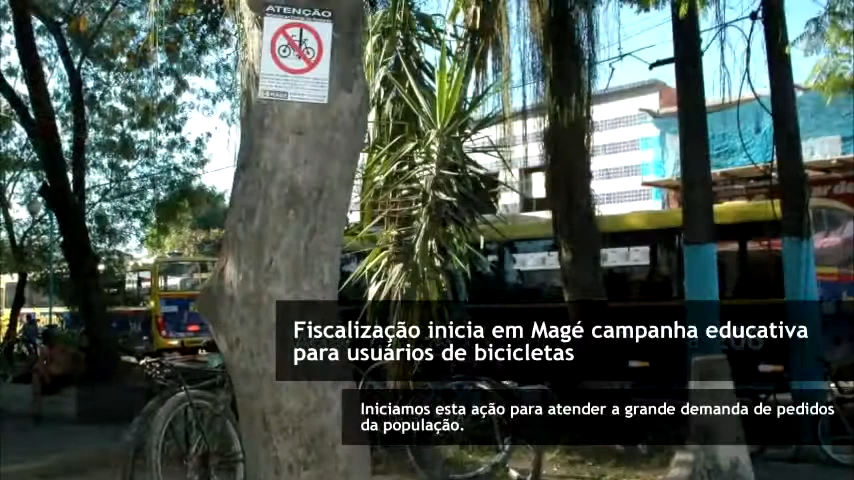 ATENÇÃO
Fiscalização inicia em Magé campanha educativa
para usuários de bicicletas
Iniciamos esta ação para atender a grande demanda de pedidos
da população.